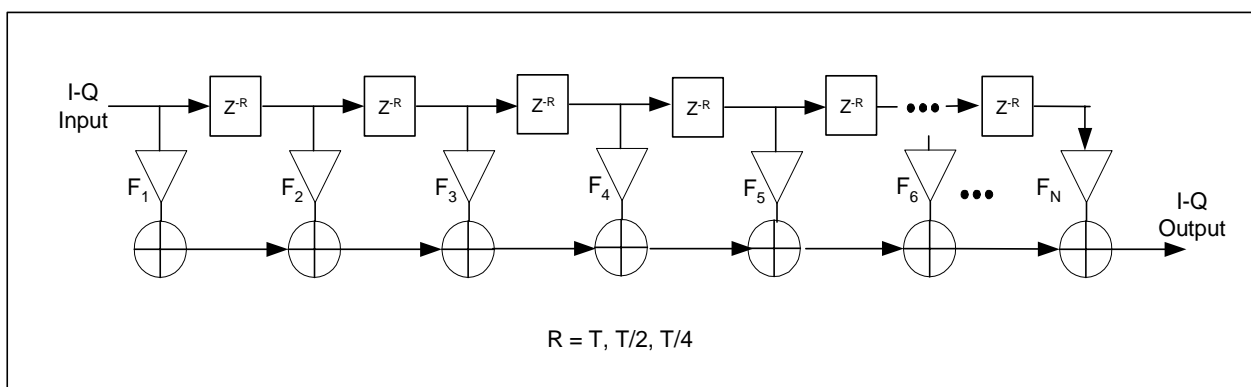 I-Q
Input
Z-R
Z-R
Z-R
Z-R
Z-R
•••
Z-R
F1
F2
F3
F4
F5
F6
•••
FN
I-Q
Output
R = T, T/2, T/4